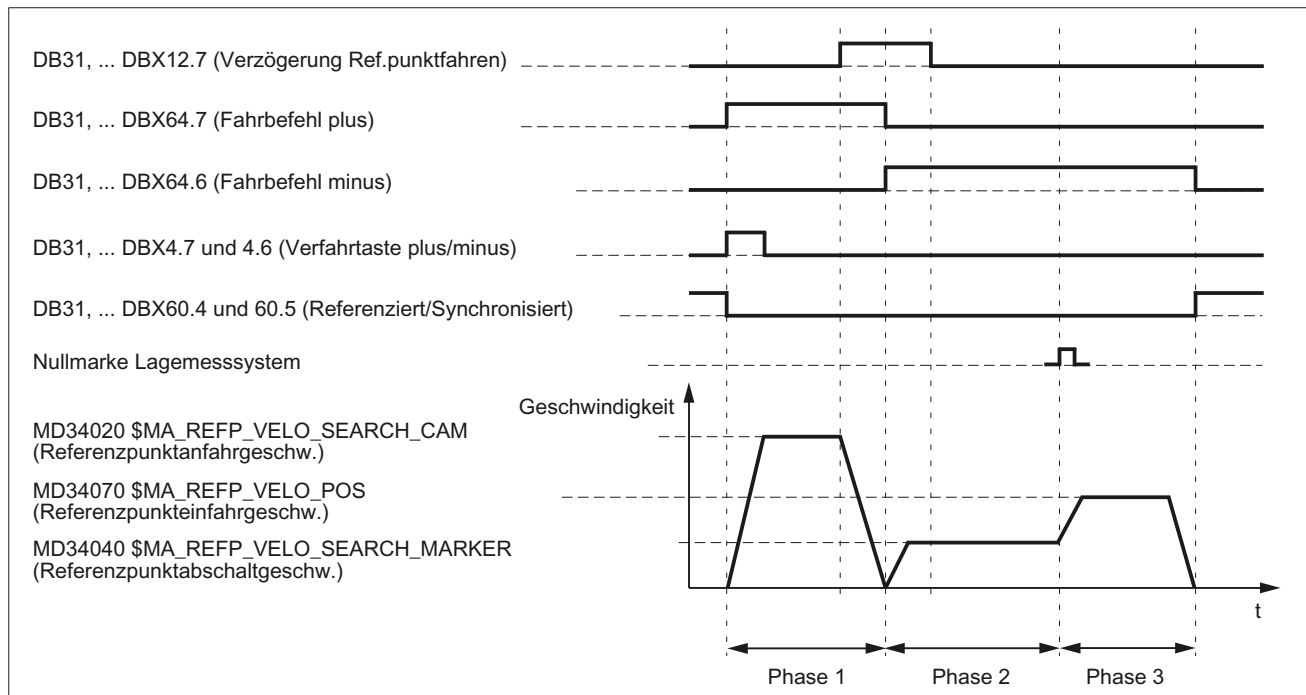 DB31, ... DBX12.7 (Verzögerung Ref.punktfahren)
DB31, ... DBX64.7 (Fahrbefehl plus)
DB31, ... DBX64.6 (Fahrbefehl minus)
DB31, ... DBX4.7 und 4.6 (Verfahrtaste plus/minus)
DB31, ... DBX60.4 und 60.5 (Referenziert/Synchronisiert)
Nullmarke Lagemesssystem
Geschwindigkeit
MD34020 $MA_REFP_VELO_SEARCH_CAM
(Referenzpunktanfahrgeschw.)
MD34070 $MA_REFP_VELO_POS
(Referenzpunkteinfahrgeschw.)
MD34040 $MA_REFP_VELO_SEARCH_MARKER
(Referenzpunktabschaltgeschw.)
t
Phase 1
Phase 2
Phase 3